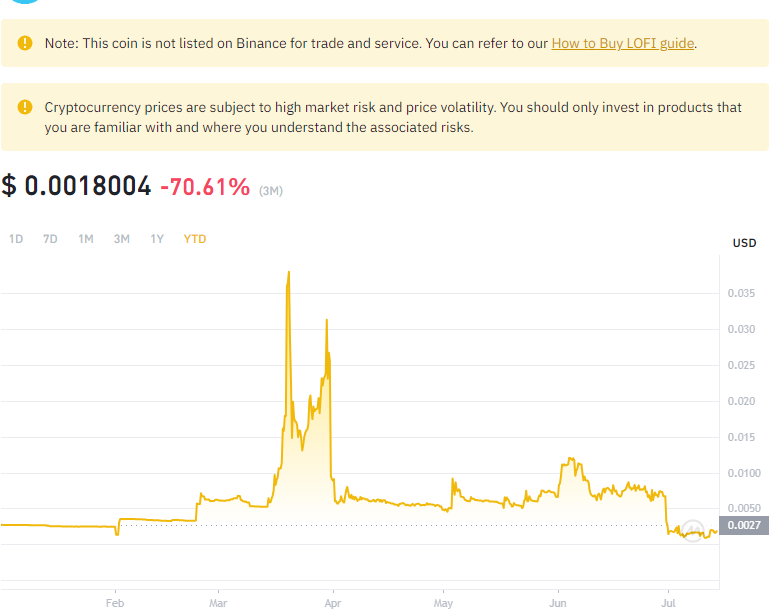 Note: This coin is not listed on Binance for trade and service. You can refer to our How to Buy LOFI guide.
Cryptocurrency prices are subject to high market risk and price volatility. You should only invest in products that
you are familiar with and where you understand the associated risks.
$ 0.0018004 -70.61% (3M)
1D 7D 1M 3M 1Y YTD
USD
0.035
0.030
0.025
0.020
0.015
0.0100
0.0050
0.0027
Feb Mar Apr May Jun Jul